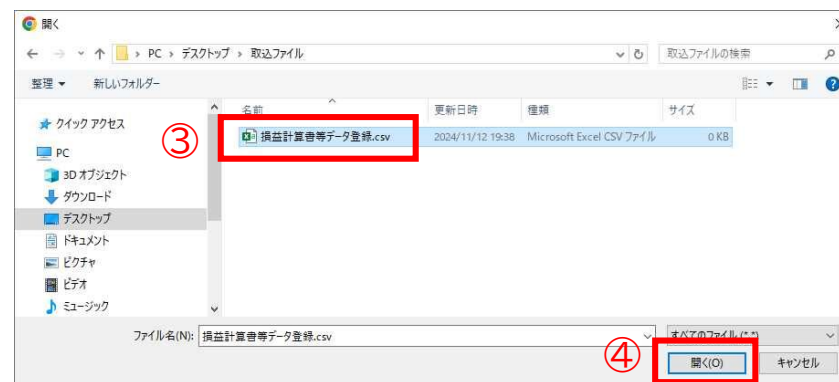 開く
PC › デスクトップ › 取込ファイル
取込ファイルの検索
整理 新しいフォルダー
名前 更新日時 種類 サイズ
③
損益計算書等データ登録.csv 2024/11/12 19:38 Microsoft Excel CSV ファイル 0 KB
クイック アクセス
PC
3D オブジェクト
ダウンロード
デスクトップ
ドキュメント
ピクチャ
ビデオ
ミュージック
ファイル名(N): 損益計算書等データ登録.csv すべてのファイル (*.*)
④
開く(O) キャンセル